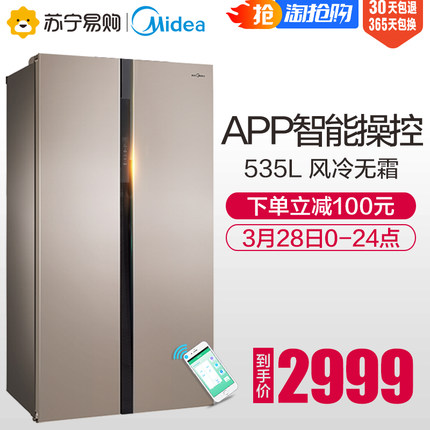 苏宁易购 Midea
抢 淘抢购
30天包退
365天包换
APP智能操控
535L 风冷无霜
下单立减100元
3月28日0-24点
到手价 2999